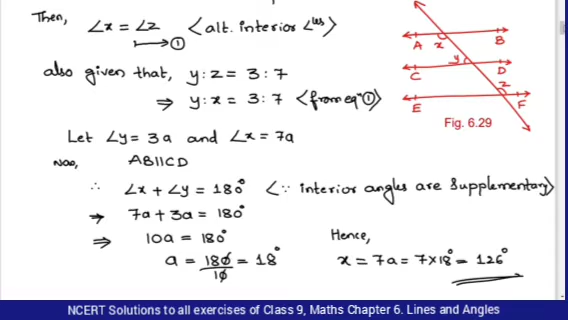 Then, ∠x = ∠z <alt. interior ∠les>
→ ①
also given that, y : z = 3 : 7
⇒ y : x = 3 : 7 <from eqn ①>
Let ∠y = 3a and ∠x = 7a
Now, AB||CD
∴ ∠x + ∠y = 180° <∵ interior angles are Supplementary>
⇒ 7a + 3a = 180°
⇒ 10a = 180°
a = 180/10 = 18°
Hence,
x = 7a = 7×18° = 126°
A x B
C y D
z
E F
Fig. 6.29
NCERT Solutions to all exercises of Class 9, Maths Chapter 6. Lines and Angles